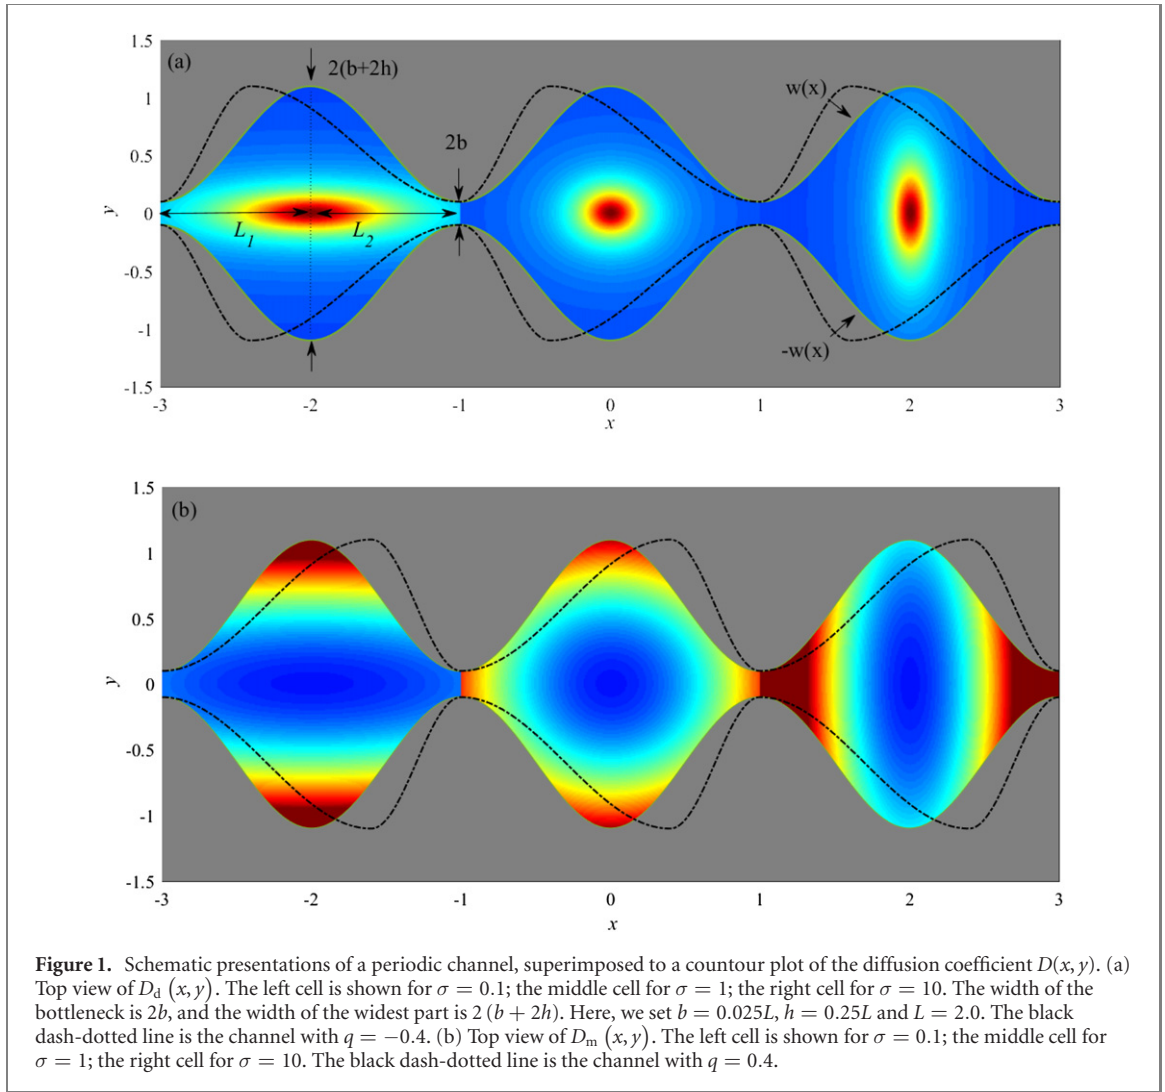 1.5
(a)
2(b+2h)
w(x)
1
2b
0.5
y
0
L1
L2
-0.5
-1
-w(x)
-1.5
-3
-2
-1
0
1
2
3
x
1.5
(b)
1
0.5
y
0
-0.5
-1
-1.5
-3
-2
-1
0
1
2
3
x
Figure 1. Schematic presentations of a periodic channel, superimposed to a countour plot of the diffusion coefficient D(x, y). (a)
Top view of Dd (x, y). The left cell is shown for σ = 0.1; the middle cell for σ = 1; the right cell for σ = 10. The width of the
bottleneck is 2b, and the width of the widest part is 2 (b + 2h). Here, we set b = 0.025L, h = 0.25L and L = 2.0. The black
dash-dotted line is the channel with q = −0.4. (b) Top view of Dm (x, y). The left cell is shown for σ = 0.1; the middle cell for
σ = 1; the right cell for σ = 10. The black dash-dotted line is the channel with q = 0.4.